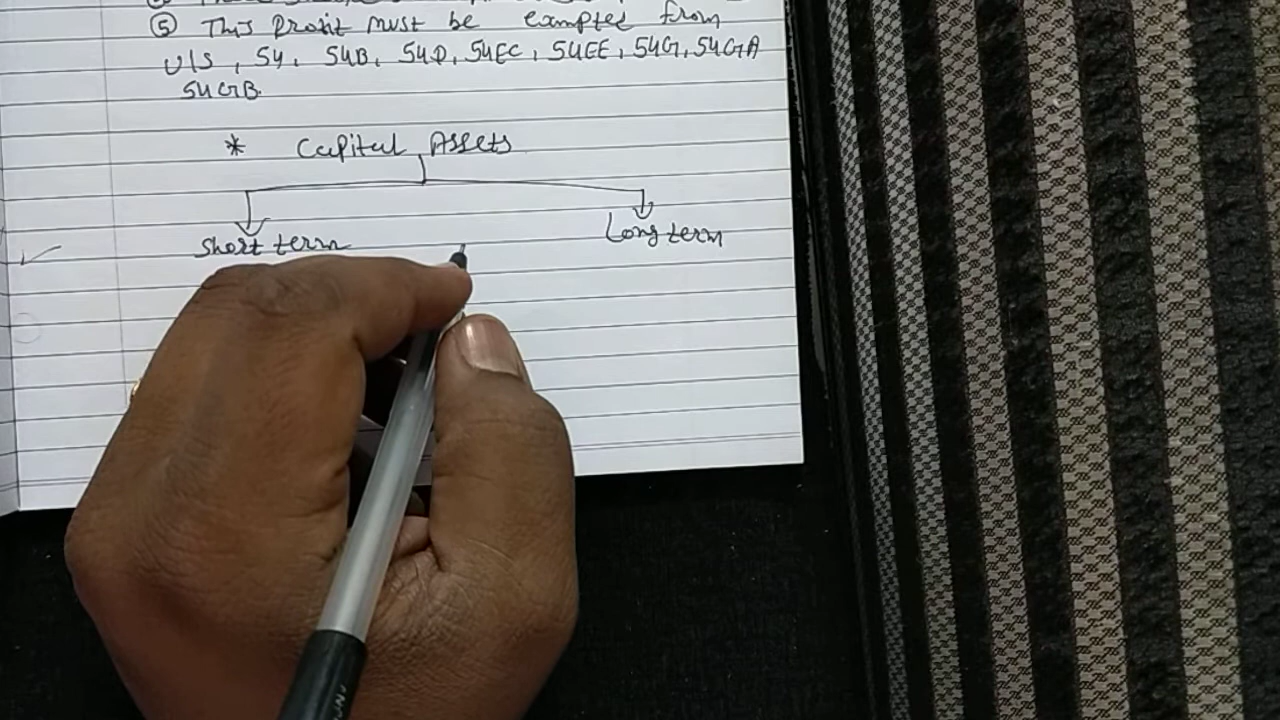 ⑤ This Profit must be exampted from
U/S, 54, 54B, 54D, 54EC, 54EE, 54G, 54GA
54GB.
* Capital Assets
Short term Long term